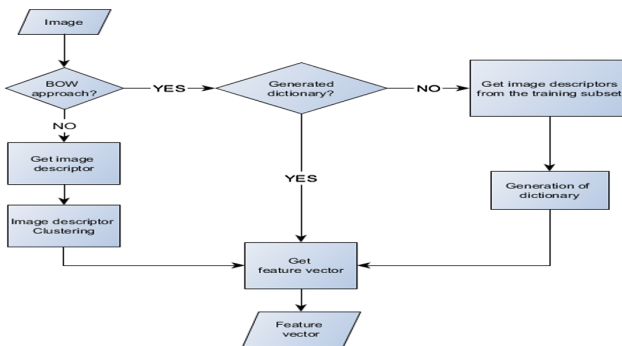 Image
BOW
approach?
YES
Generated
dictionary?
NO
Get image descriptors
from the training subset
NO
Get image
descriptor
YES
Generation of
dictionary
Image descriptor
Clustering
Get
feature vector
Feature
vector